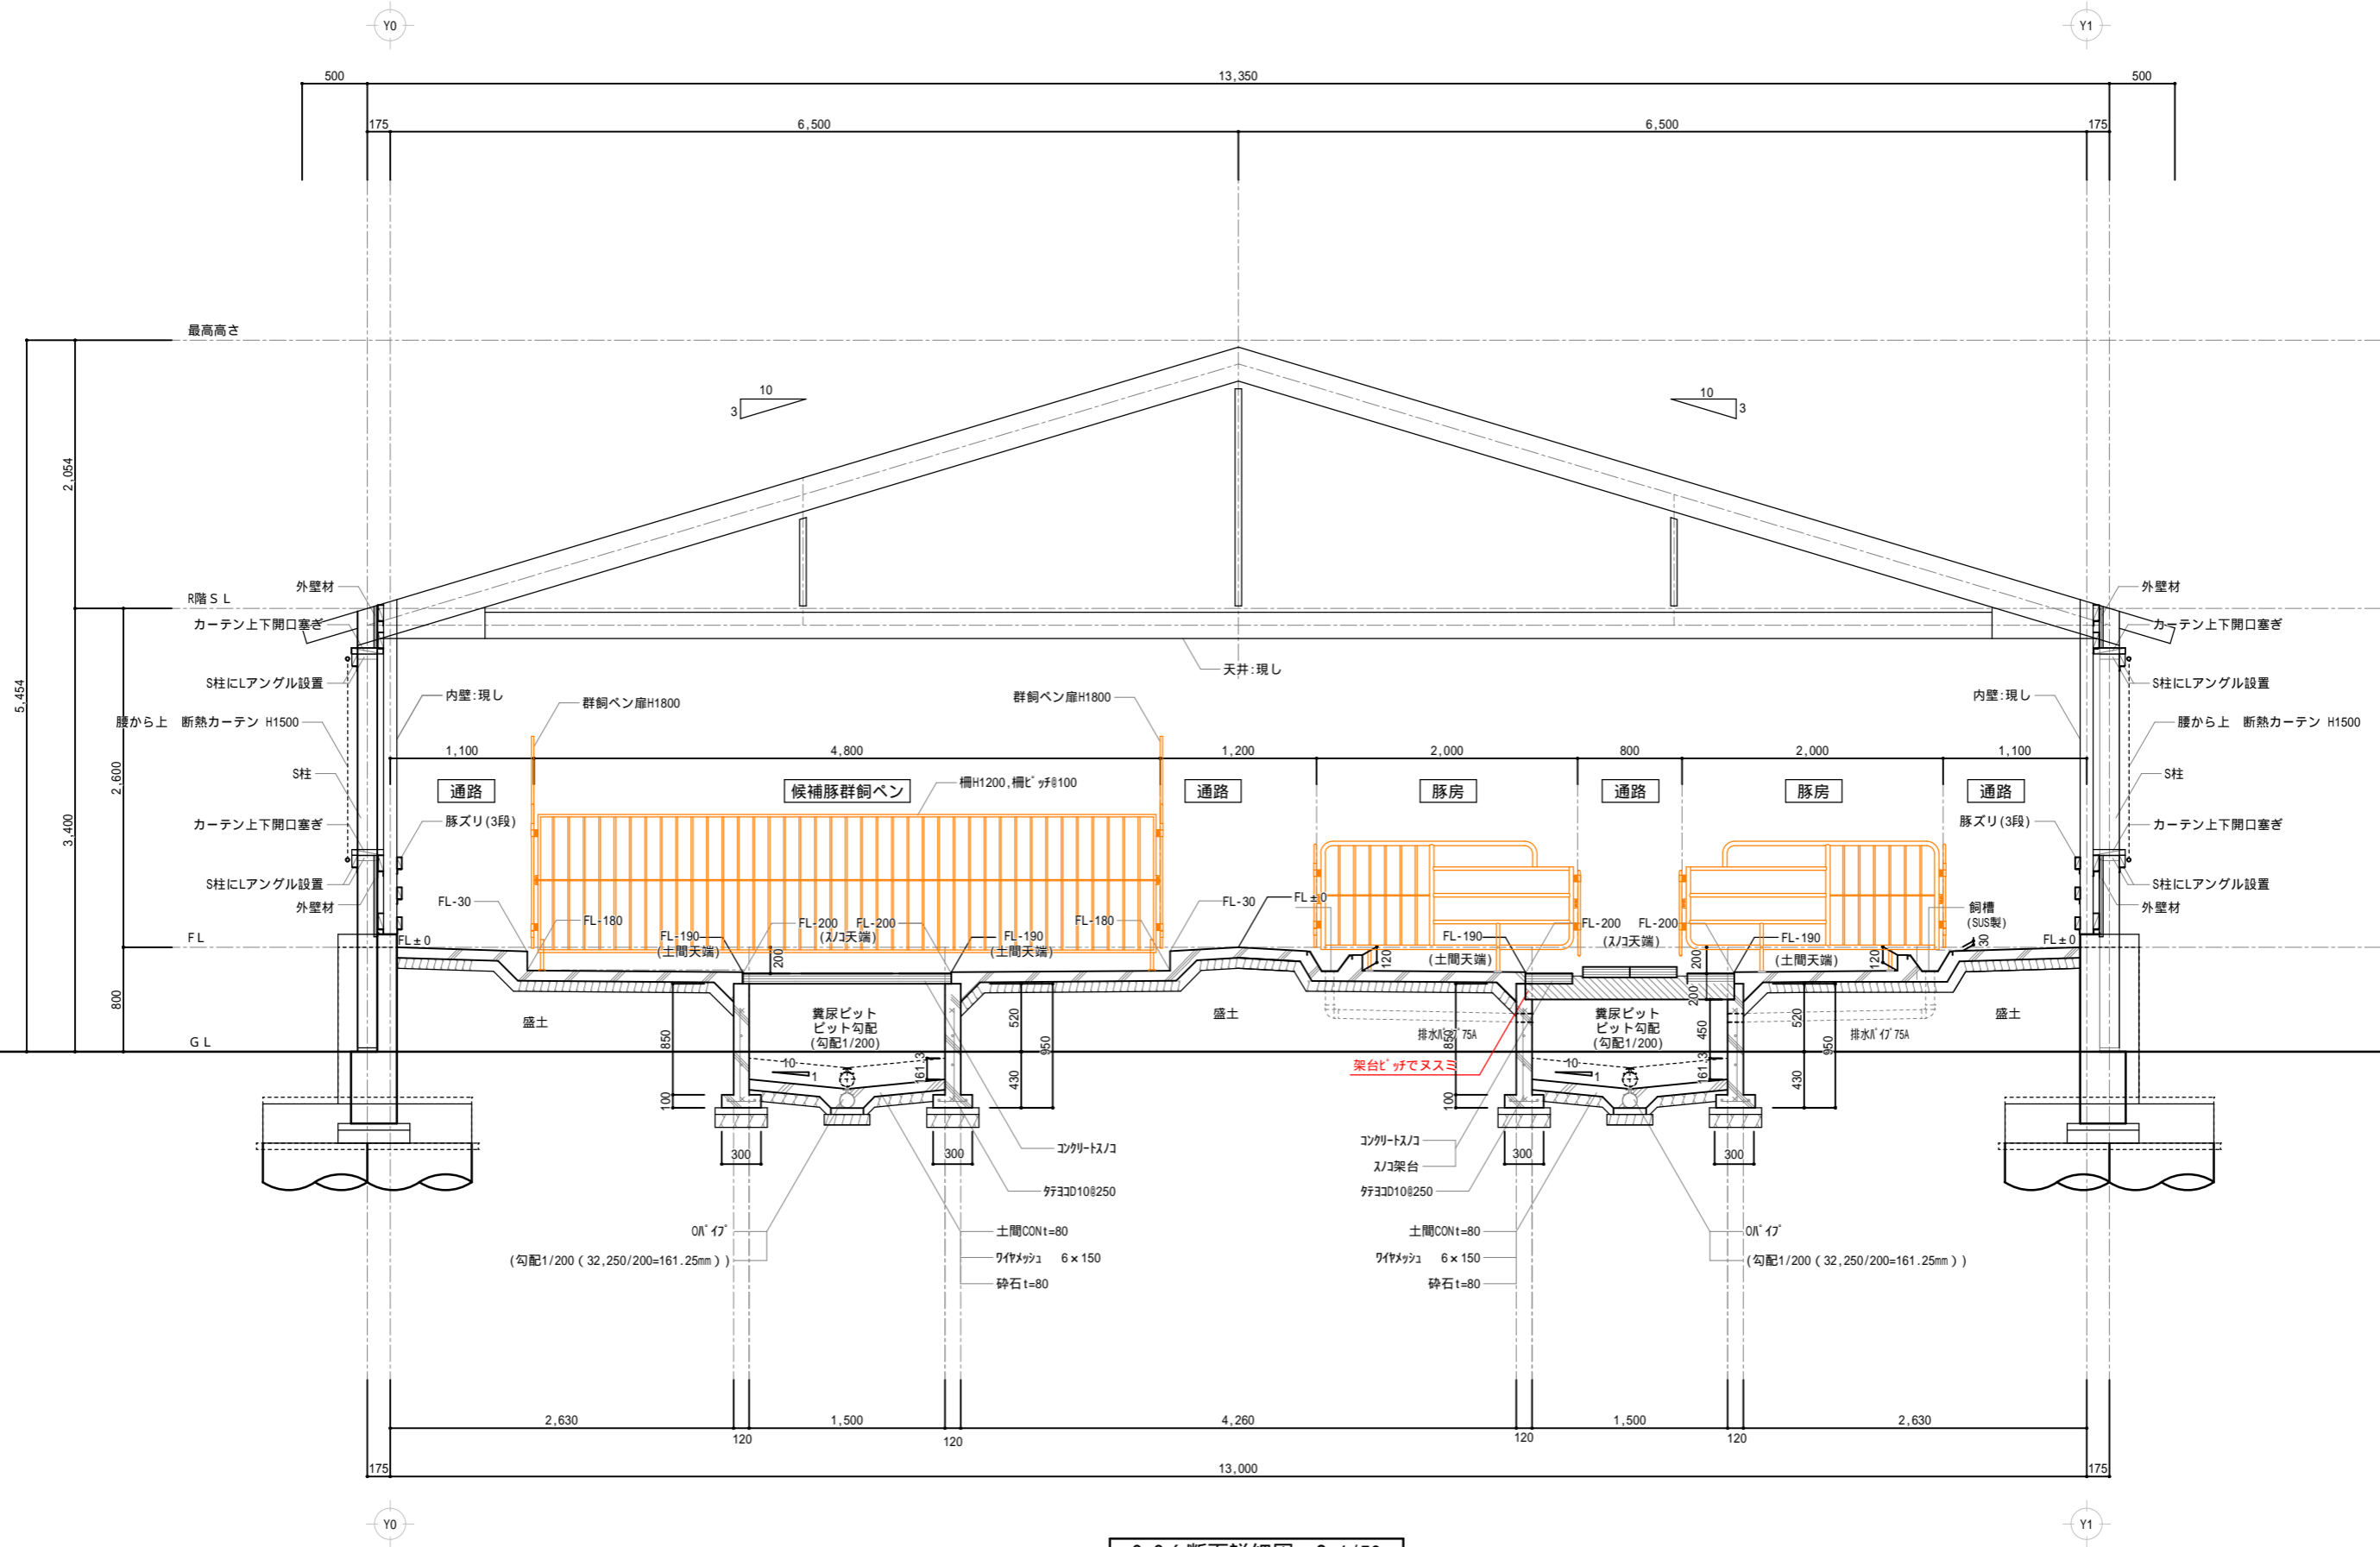 Y0
Y1
500
13,350
500
175
6,500
6,500
175
最高高さ
10
3
10
3
2,054
5,454
外壁材
R階SL
カーテン上下開口塞ぎ
外壁材
カーテン上下開口塞ぎ
天井:現し
S柱にLアングル設置
S柱にLアングル設置
内壁:現し
群飼ペン扉H1800
群飼ペン扉H1800
内壁:現し
腰から上 断熱カーテン H1500
腰から上 断熱カーテン H1500
1,100
4,800
1,200
2,000
800
2,000
1,100
2,600
3,400
S柱
S柱
通路
候補豚群飼ペン
柵H1200,柵ピッチ@100
通路
豚房
通路
豚房
通路
カーテン上下開口塞ぎ
豚ズリ(3段)
豚ズリ(3段)
カーテン上下開口塞ぎ
S柱にLアングル設置
S柱にLアングル設置
外壁材
外壁材
FL-30
FL-180
FL-200
FL-200
(スノコ天端)
FL-180
FL-30
FL±0
FL-200
(スノコ天端)
FL-200
飼槽
(SUS製)
FL
FL±0
FL-190
(土間天端)
200
FL-190
(土間天端)
120
FL-190
(土間天端)
200
FL-190
(土間天端)
120
30
FL±0
800
盛土
糞尿ピット
ピット勾配
(勾配1/200)
盛土
200
糞尿ピット
ピット勾配
(勾配1/200)
盛土
850
520
950
排水パイプ75A
850
450
520
950
排水パイプ75A
GL
10
1
161.3
430
100
架台ピッチでヌスミ
10
1
161.3
430
100
300
300
コンクリートスノコ
タテヨコD10@250
コンクリートスノコ
スノコ架台
タテヨコD10@250
300
300
Oパイプ
(勾配1/200(32,250/200=161.25mm))
土間CONt=80
ワイヤメッシュ 6×150
砕石t=80
土間CONt=80
ワイヤメッシュ 6×150
砕石t=80
Oパイプ
(勾配1/200(32,250/200=161.25mm))
2,630
120
1,500
120
4,260
120
1,500
120
2,630
175
13,000
175
Y0
Y1